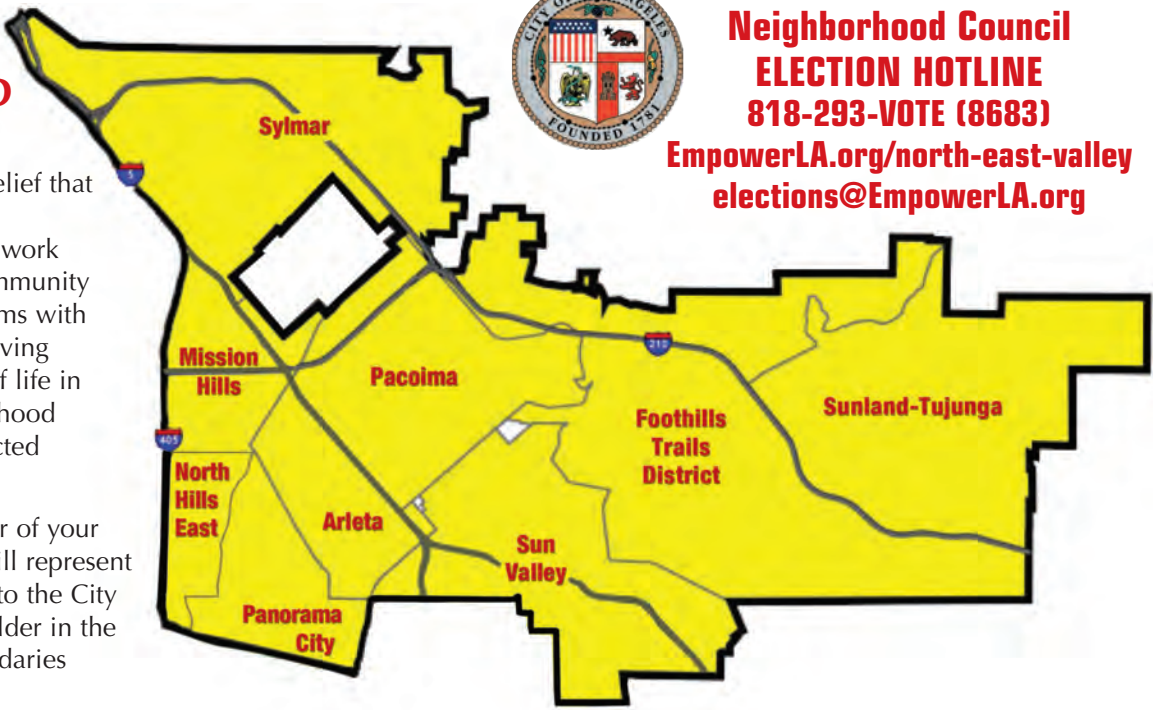 CITY OF LOS ANGELES
FOUNDED 1781
Neighborhood Council
ELECTION HOTLINE
818-293-VOTE (8683)
EmpowerLA.org/north-east-valley
elections@EmpowerLA.org
elief that
work
mmunity
ms with
ving
f life in
hood
cted
r of your
ill represent
to the City
lder in the
daries
Sylmar
5
Mission
Hills
Pacoima
210
Foothills
Trails
District
Sunland-Tujunga
405
North
Hills
East
Arleta
Sun
Valley
Panorama
City